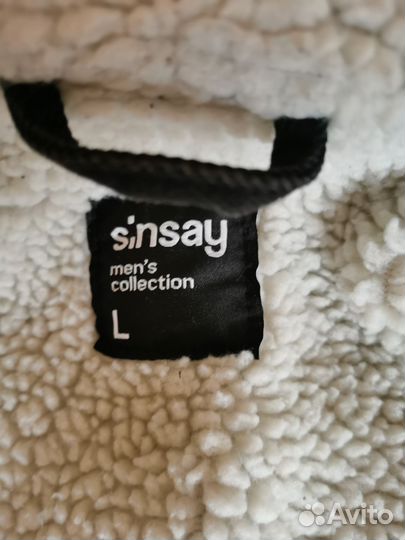 sinsay
men's
collection
L
Avito